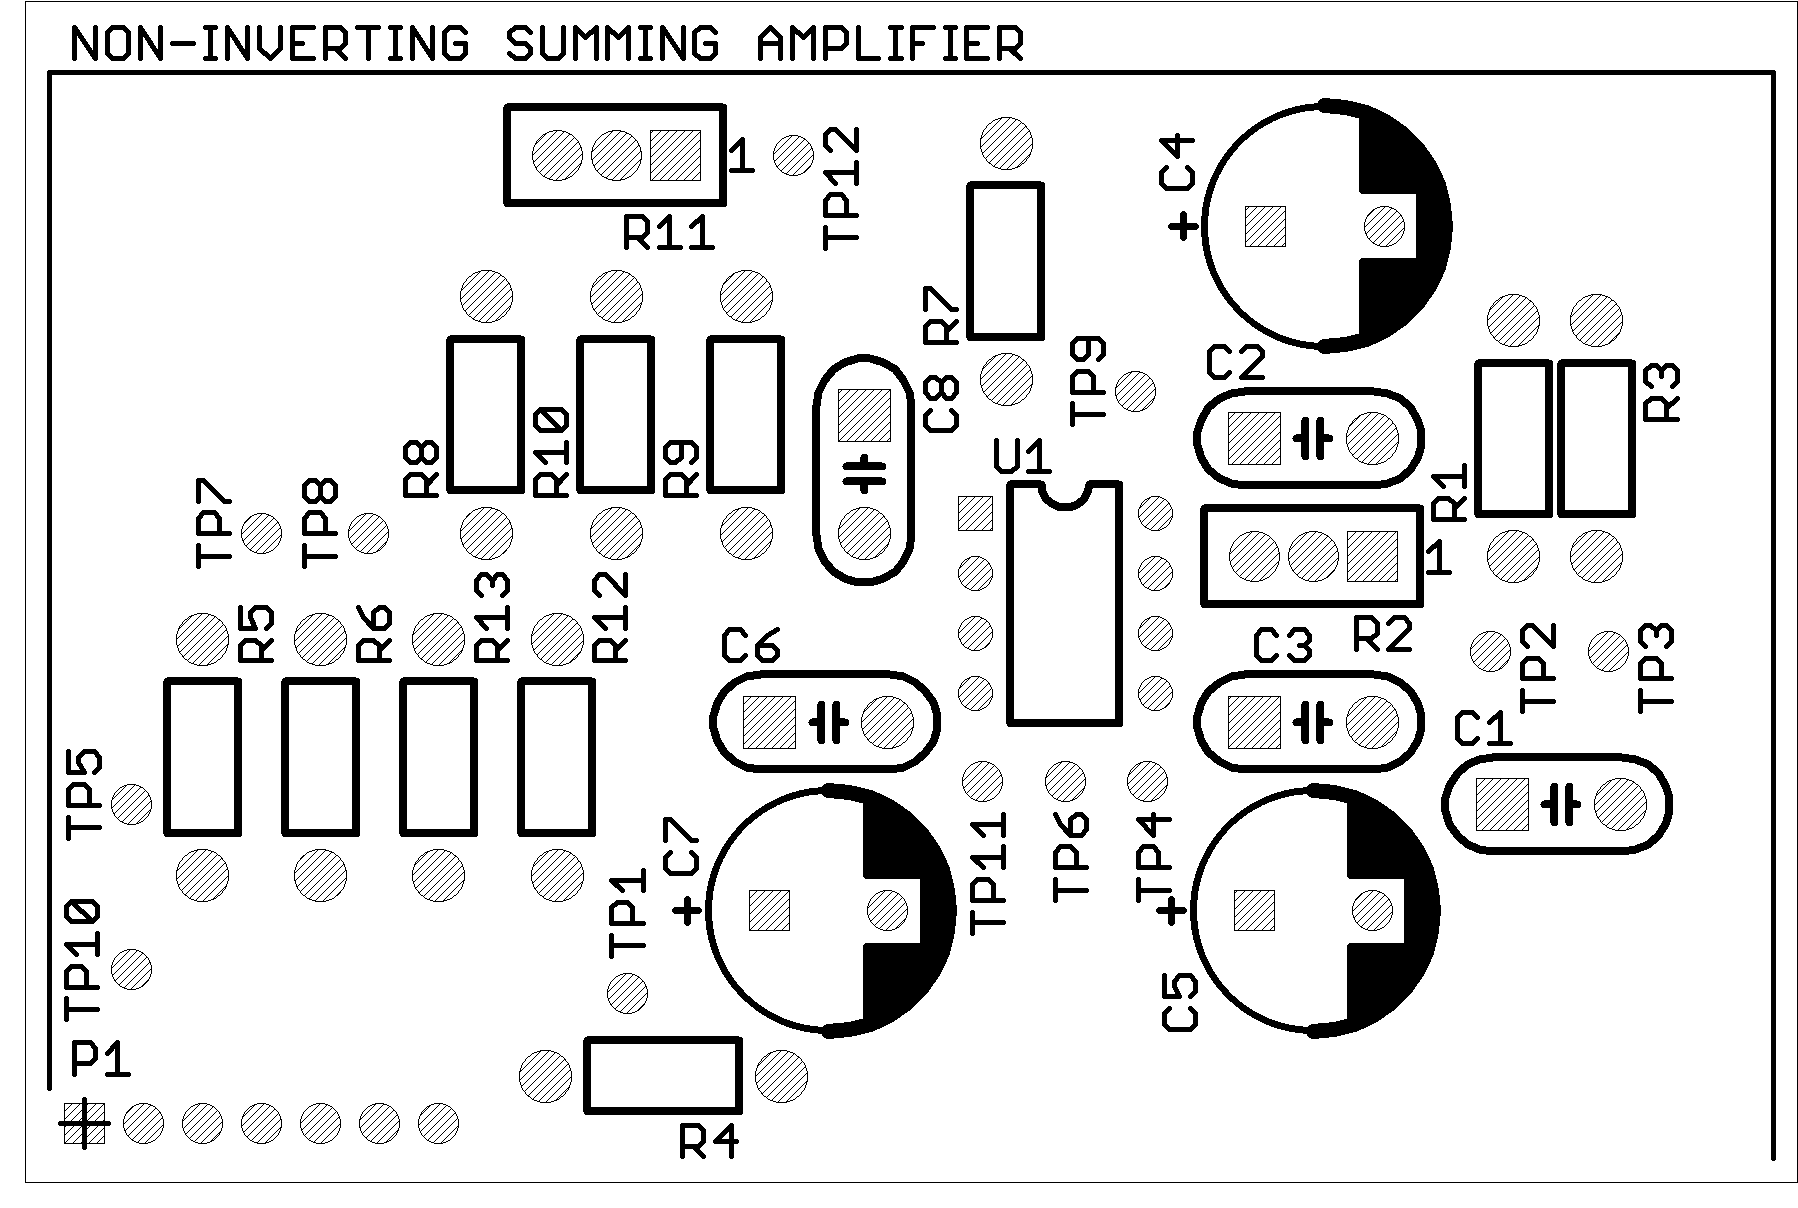 NON-INVERTING SUMMING AMPLIFIER
1
TP12
R11
C4
+
R7
C8
TP9
C2
R3
R8
R10
R9
U1
R1
TP7
TP8
1
R5
R6
R13
R12
C6
C3
R2
TP2
TP3
C1
TP5
C7
+
TP11
TP6
TP4
+
TP10
TP1
C5
P1
R4